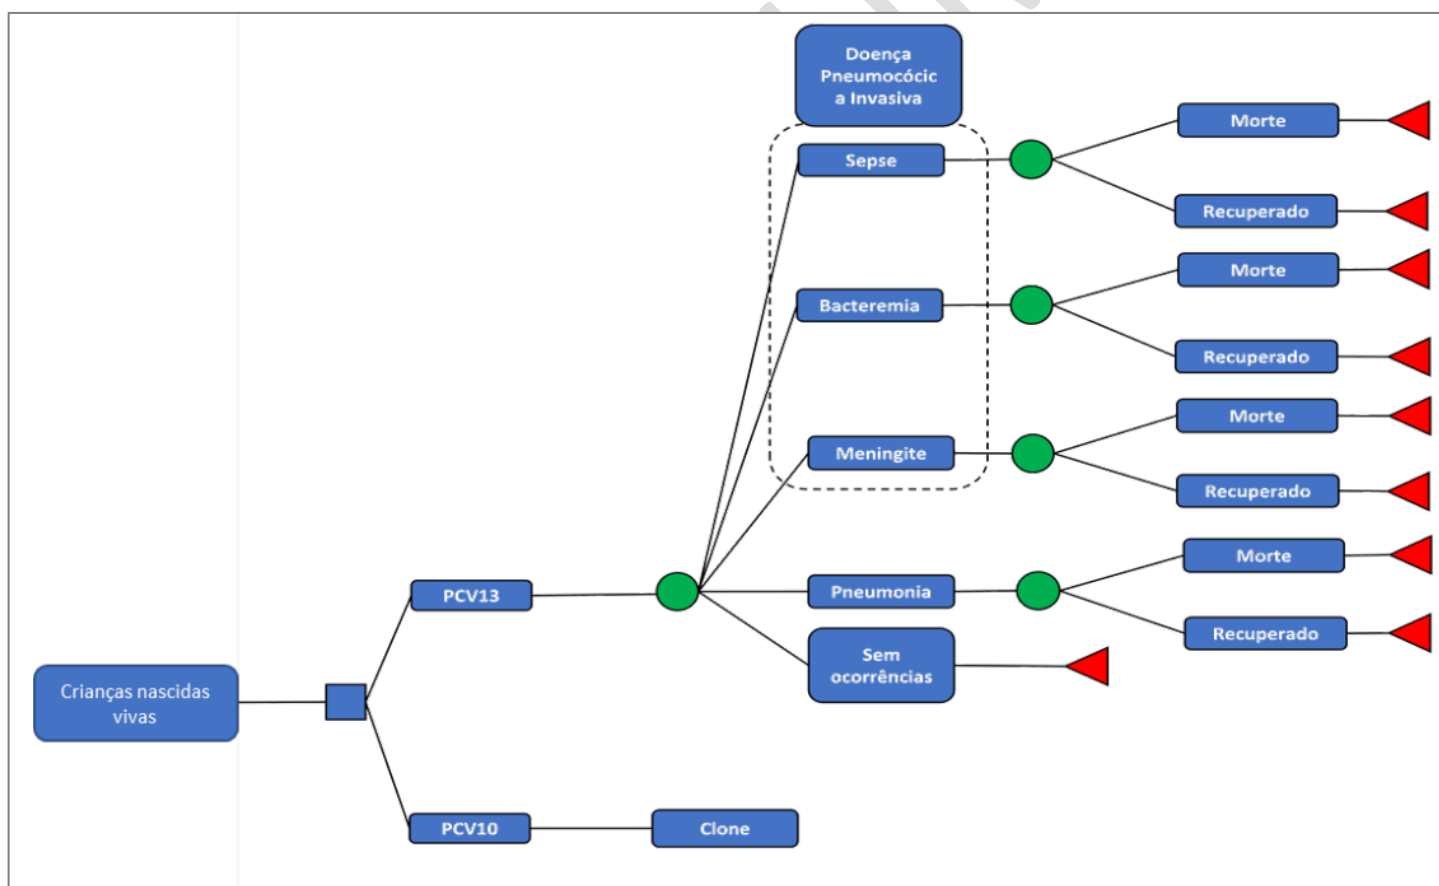 Doença
Pneumocócic
a Invasiva
Morte
Sepse
Recuperado
Morte
Bacteremia
Recuperado
Morte
Meningite
Recuperado
Morte
PCV13
Pneumonia
Recuperado
Sem
ocorrências
Crianças nascidas
vivas
PCV10
Clone